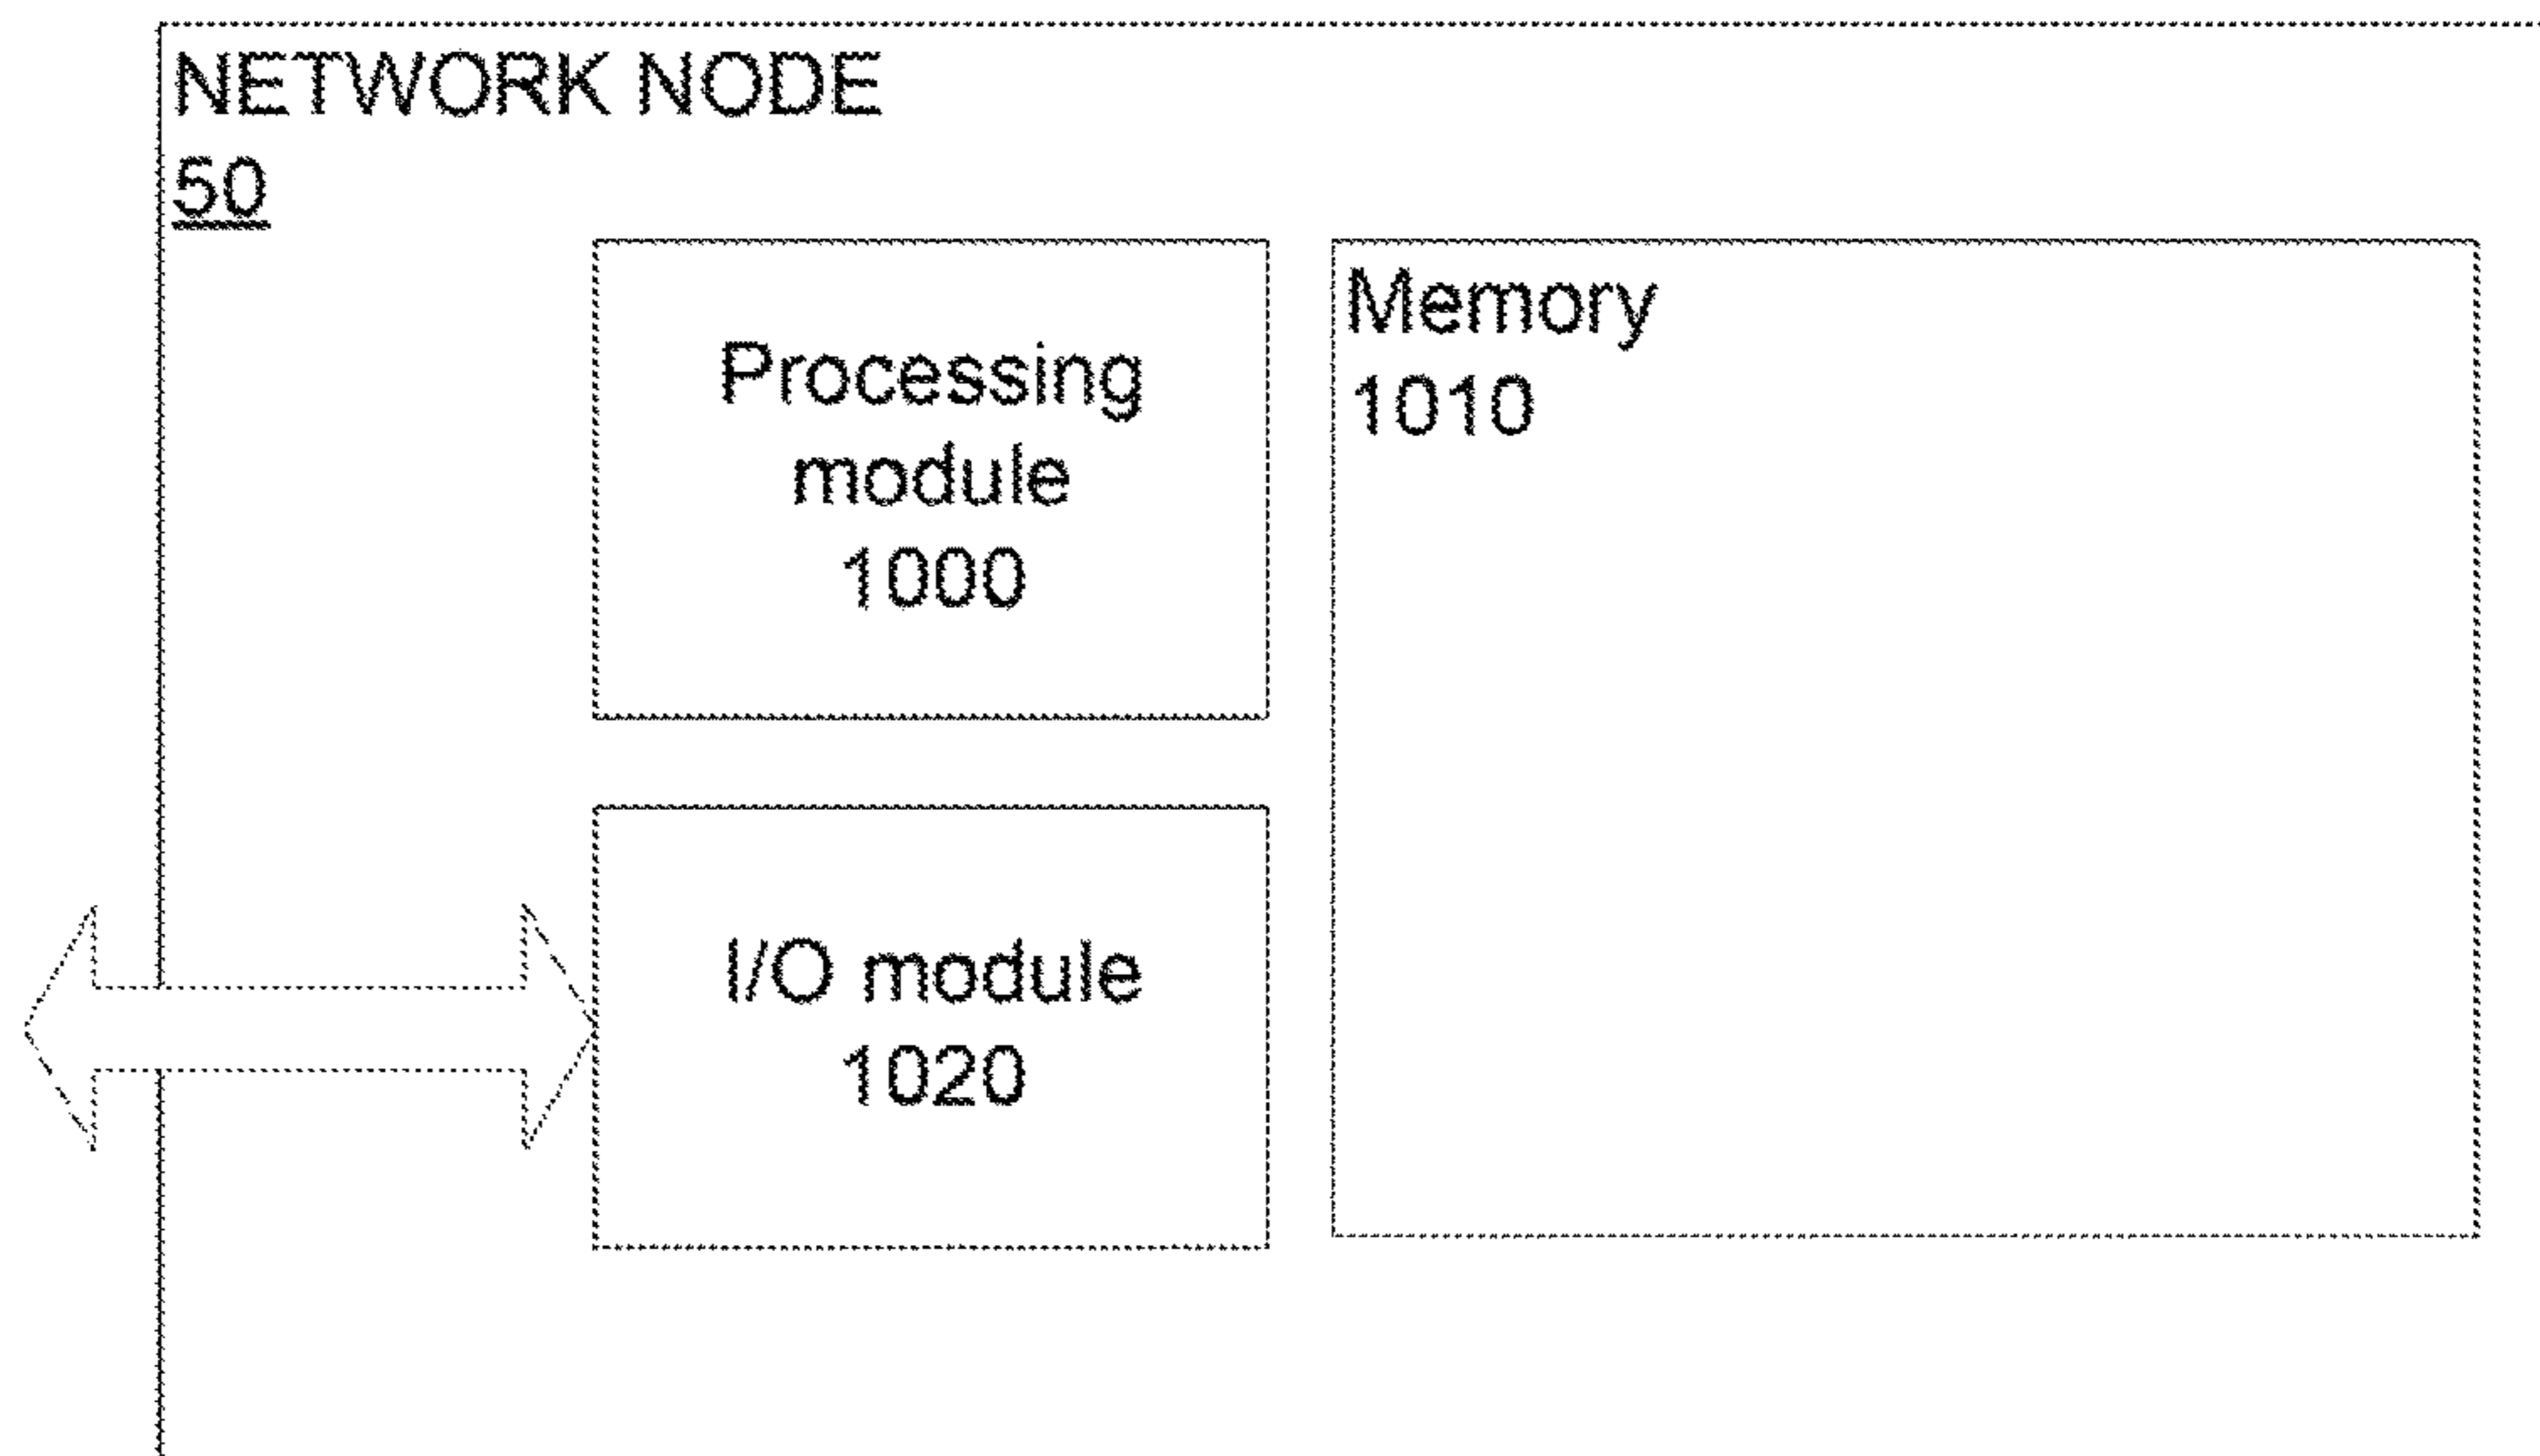 NETWORK NODE
50
Processing
module
1000
Memory
1010
I/O module
1020